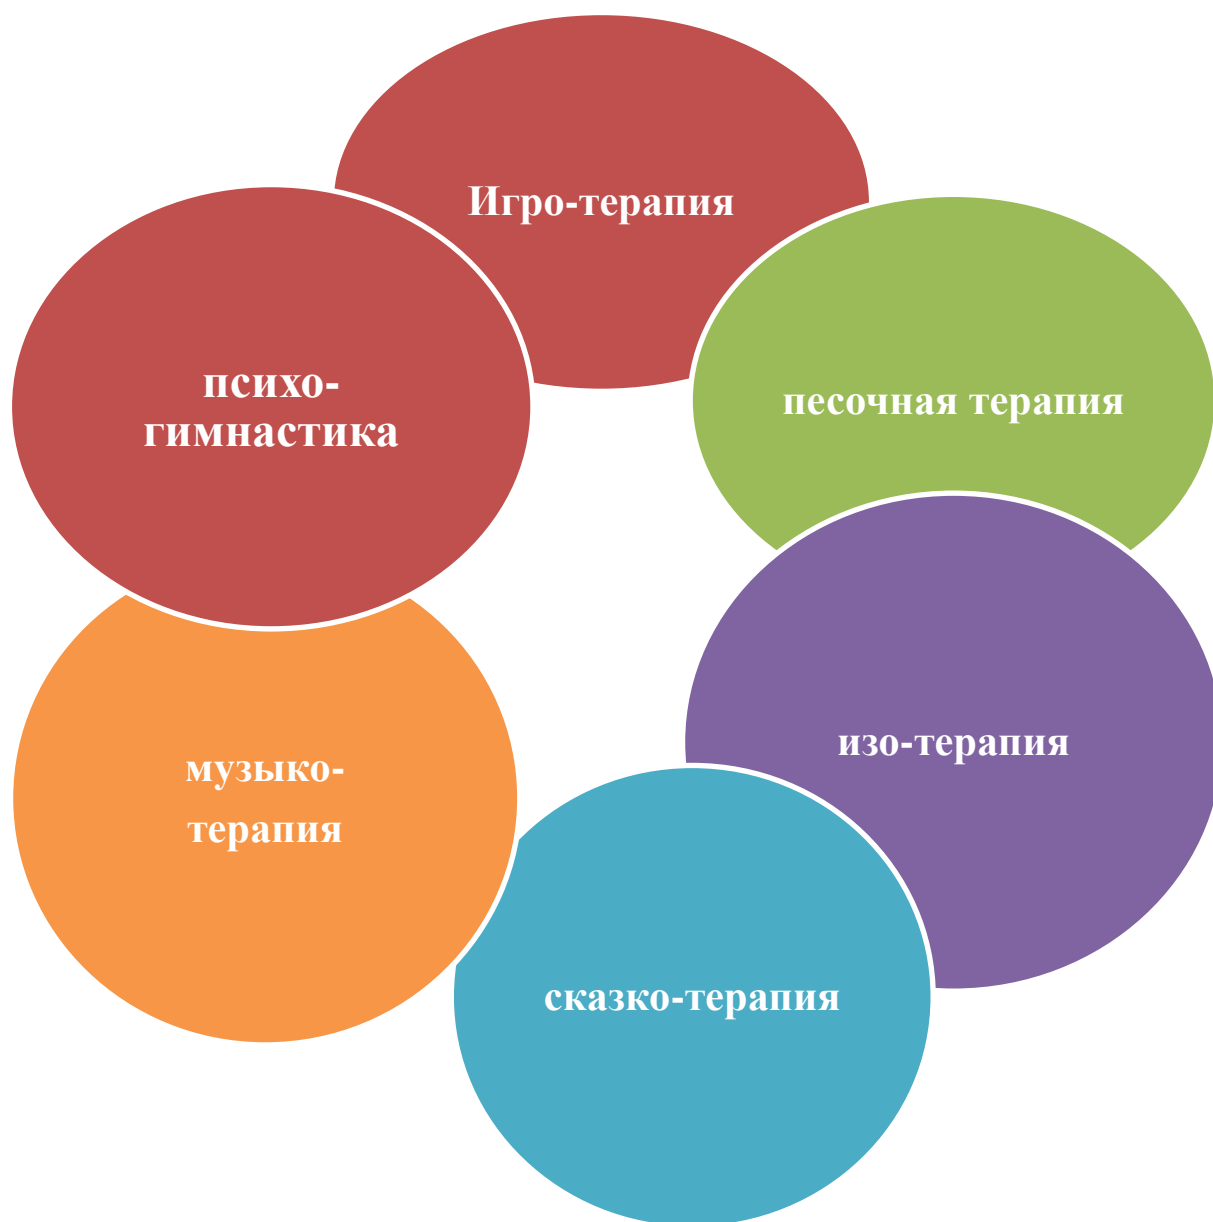 Игро-терапия
песочная терапия
изо-терапия
сказко-терапия
музыко-
терапия
психо-
гимнастика